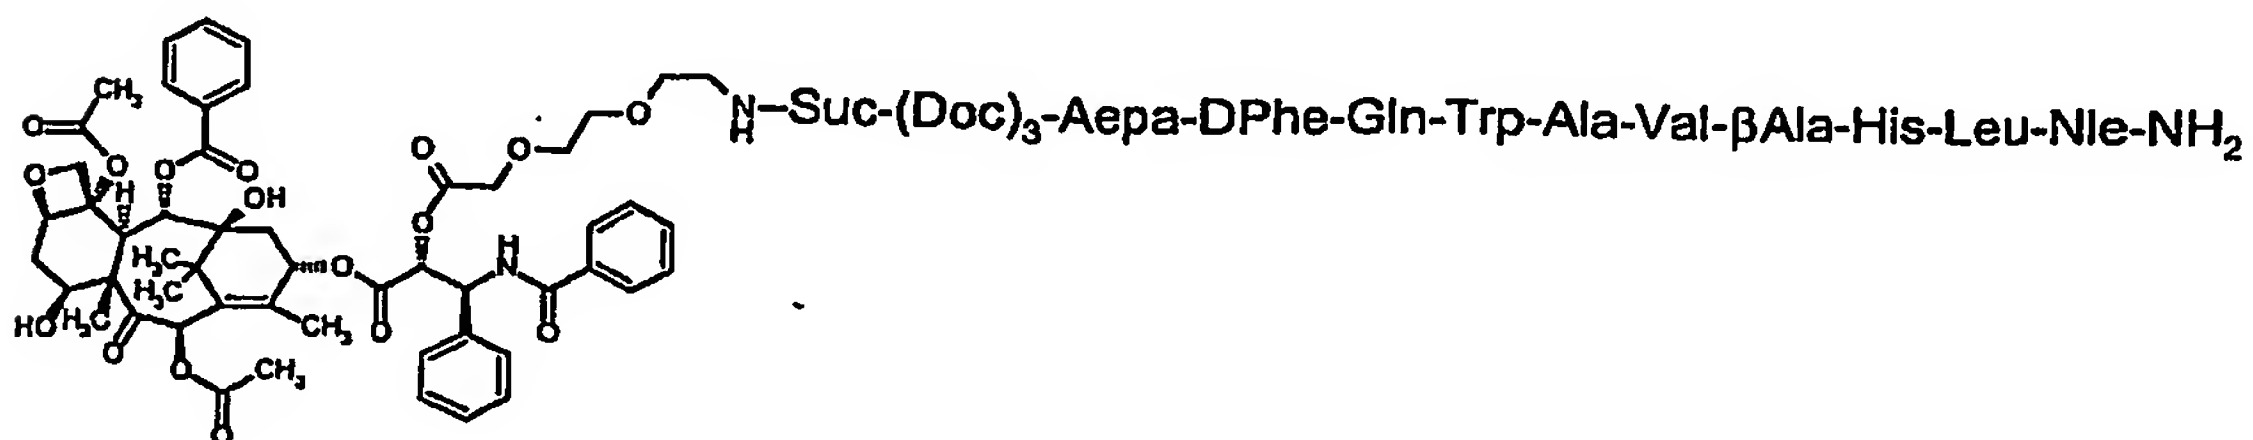 CH3
O
O
O
O
H
O
O
OH
H3C
H3C
HO
H3C
O
O
CH3
O
CH3
O
O
O
O
O
O
O
H
N
O
N
H
-Suc-(Doc)3-Aepa-DPhe-Gln-Trp-Ala-Val-βAla-His-Leu-Nle-NH2